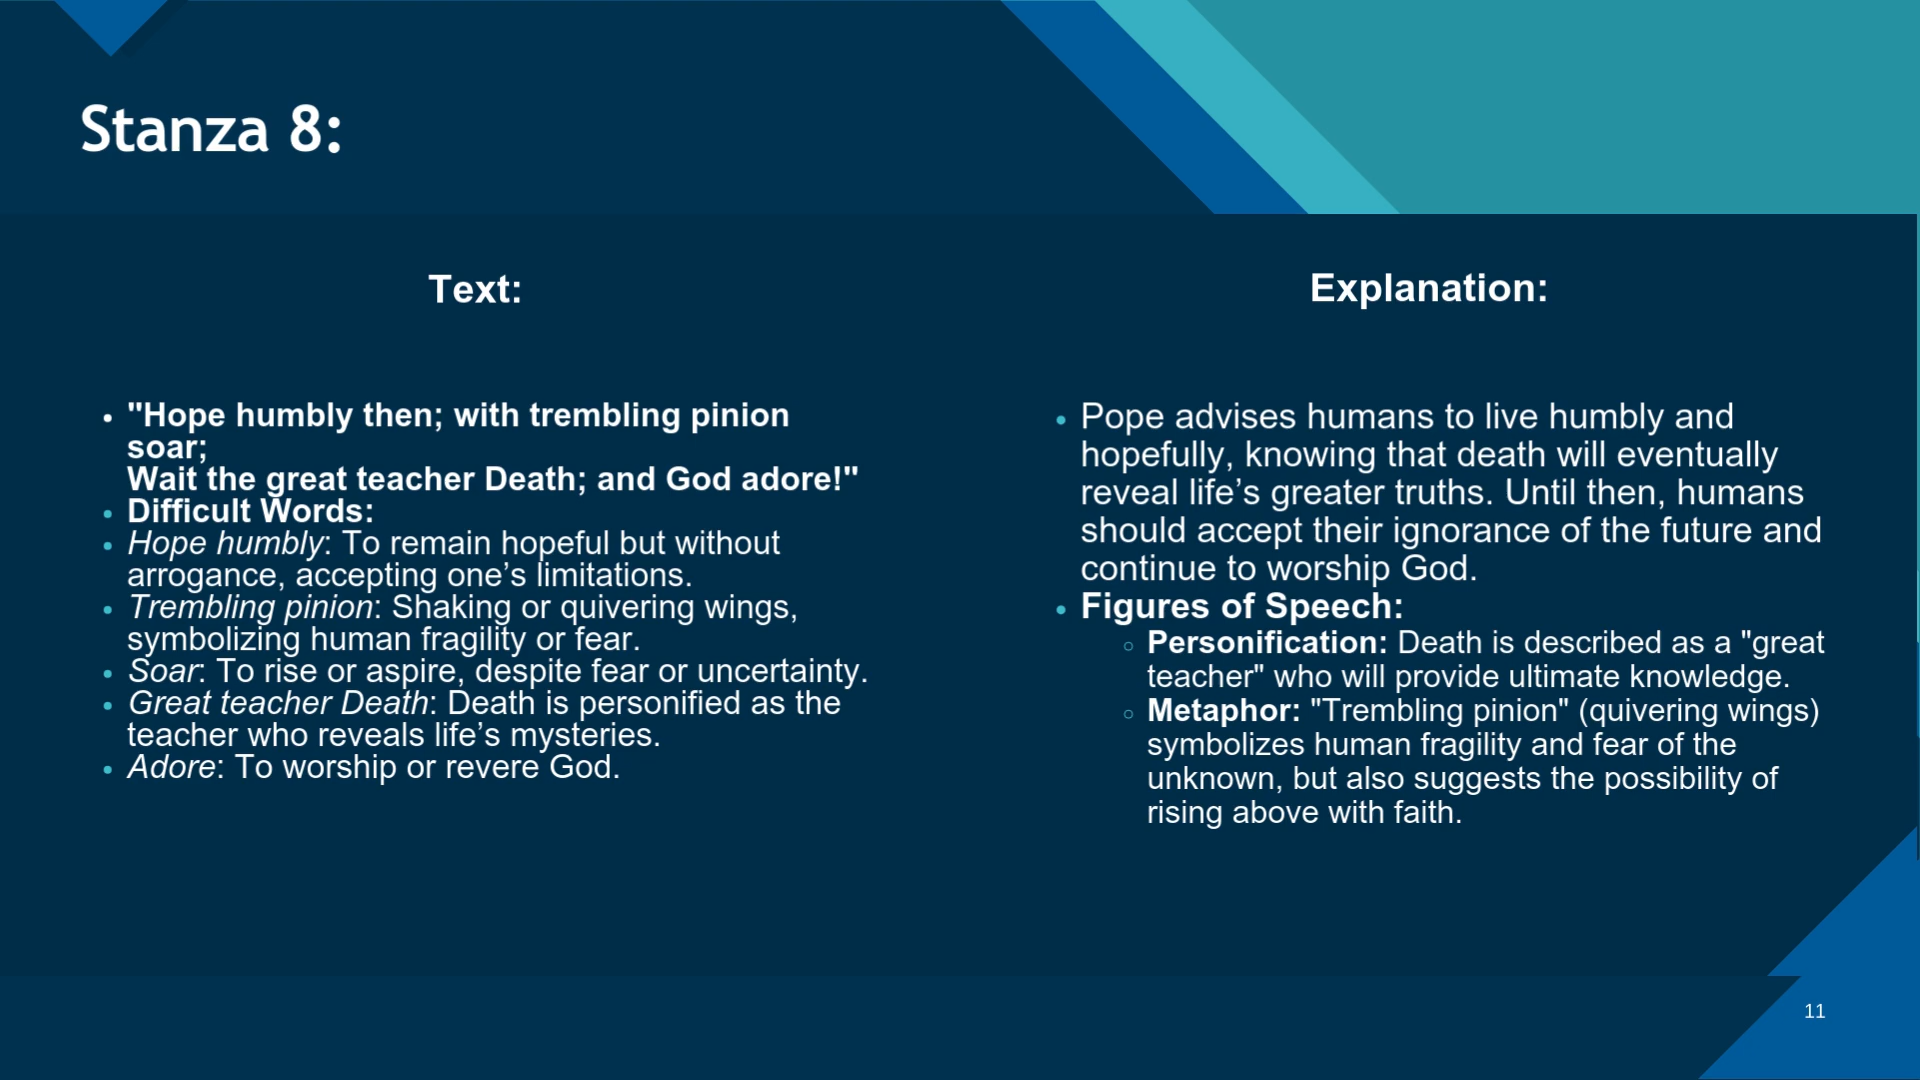 Stanza 8:
Text:
"Hope humbly then; with trembling pinion
soar;
Wait the great teacher Death; and God adore!"
Difficult Words:
Hope humbly: To remain hopeful but without
arrogance, accepting one’s limitations.
Trembling pinion: Shaking or quivering wings,
symbolizing human fragility or fear.
Soar: To rise or aspire, despite fear or uncertainty.
Great teacher Death: Death is personified as the
teacher who reveals life’s mysteries.
Adore: To worship or revere God.
Explanation:
Pope advises humans to live humbly and
hopefully, knowing that death will eventually
reveal life’s greater truths. Until then, humans
should accept their ignorance of the future and
continue to worship God.
Figures of Speech:
Personification: Death is described as a "great
teacher" who will provide ultimate knowledge.
Metaphor: "Trembling pinion" (quivering wings)
symbolizes human fragility and fear of the
unknown, but also suggests the possibility of
rising above with faith.
11